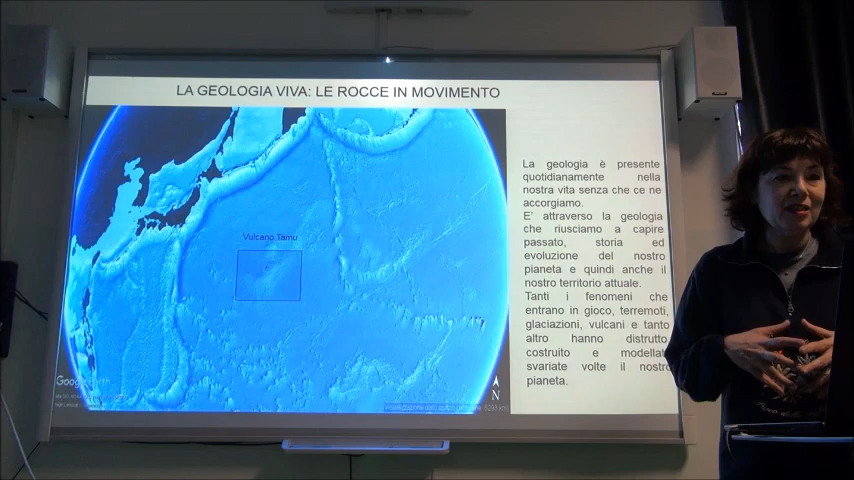 LA GEOLOGIA VIVA: LE ROCCE IN MOVIMENTO
Vulcano Tamu
La geologia è presente
quotidianamente nella
nostra vita senza che ce ne
accorgiamo.
E' attraverso la geologia
che riusciamo a capire
passato, storia ed
evoluzione del nostro
pianeta e quindi anche il
nostro territorio attuale.
Tanti i fenomeni che
entrano in gioco, terremoti,
glaciazioni, vulcani e tanto
altro hanno distrutto,
costruito e modellat
svariate volte il nostro
pianeta.
Google Earth
N